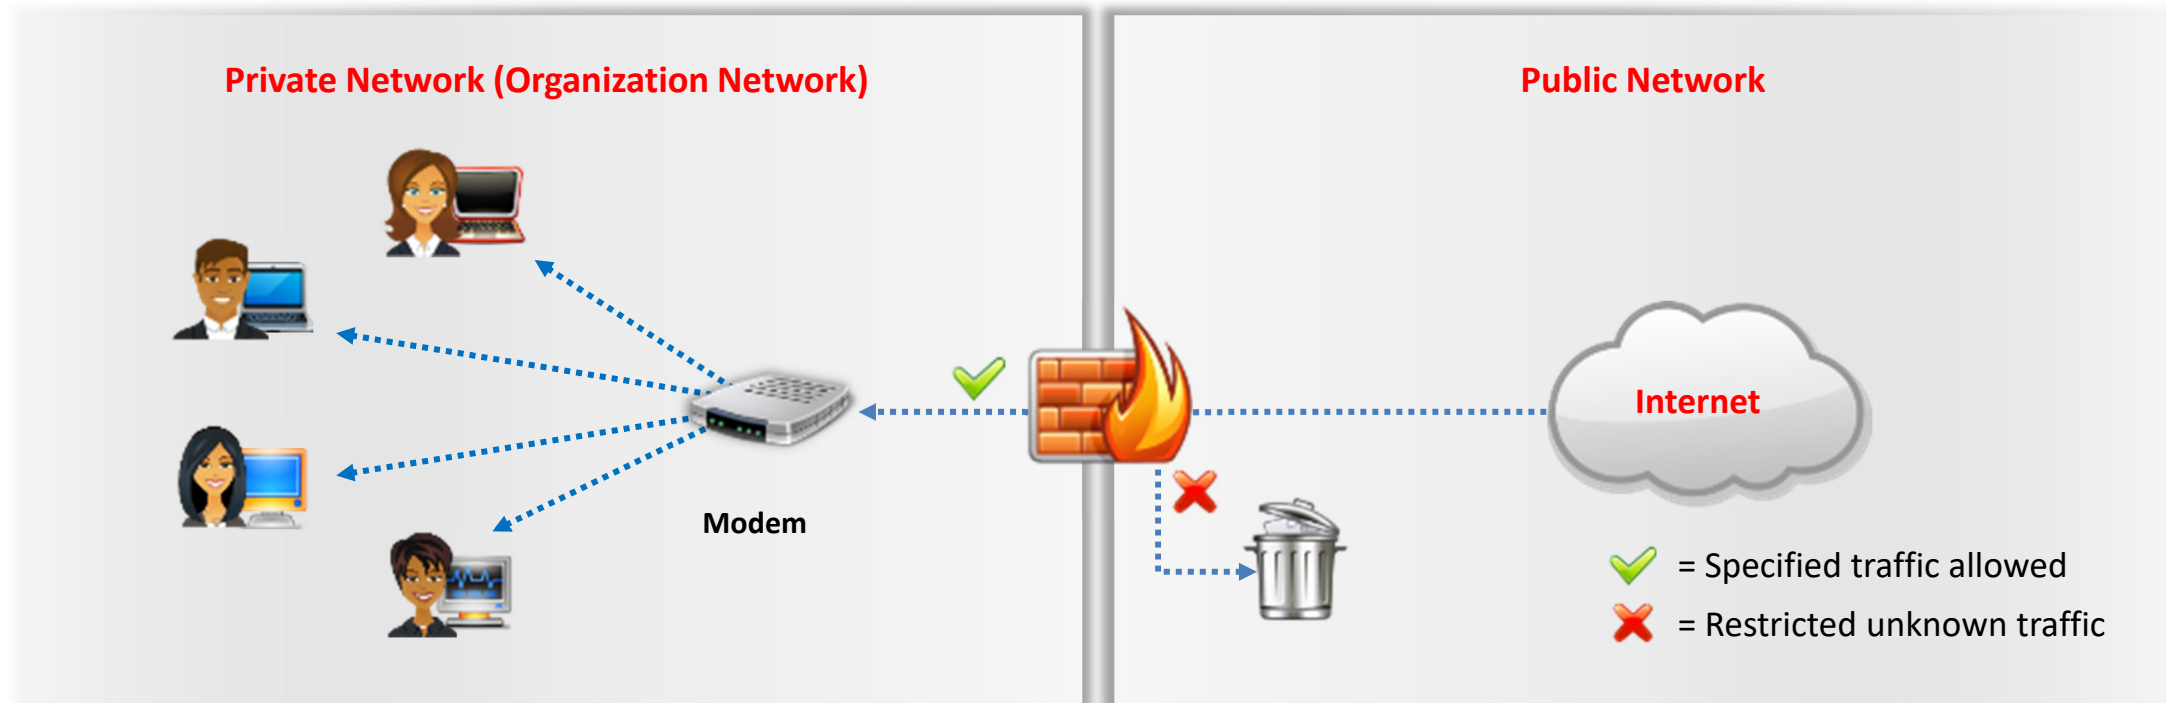 Private Network (Organization Network)
Public Network
Internet
Modem
= Specified traffic allowed
= Restricted unknown traffic